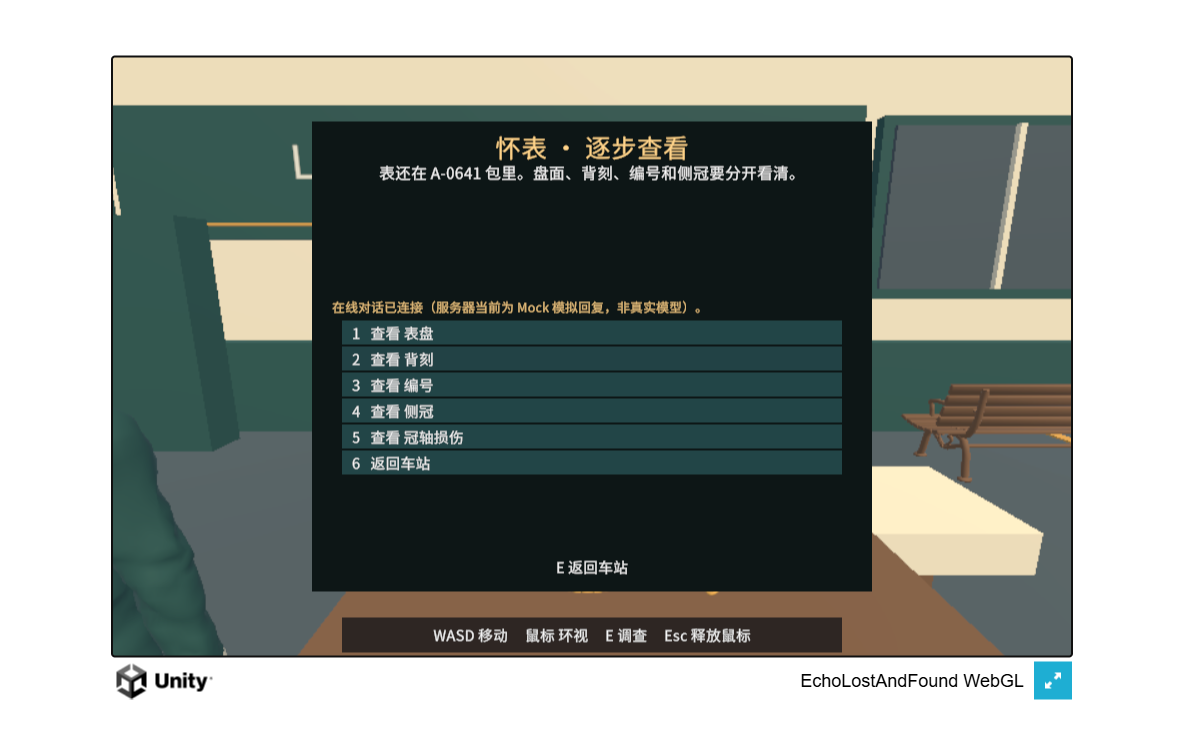 L
怀表 · 逐步查看
表还在 A-0641 包里。盘面、背刻、编号和侧冠要分开看清。
在线对话已连接（服务器当前为 Mock 模拟回复，非真实模型）。
1 查看 表盘
2 查看 背刻
3 查看 编号
4 查看 侧冠
5 查看 冠轴损伤
6 返回车站
E 返回车站
WASD 移动 鼠标 环视 E 调查 Esc 释放鼠标
Unity
EchoLostAndFound WebGL